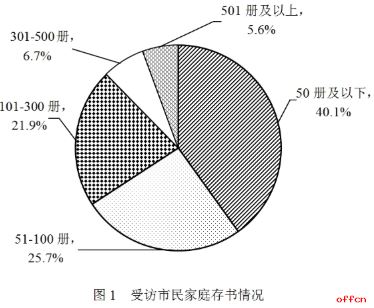 501 册及以上，
5.6%
301-500 册，
6.7%
50 册及以下，
40.1%
101-300 册，
21.9%
51-100 册，
25.7%
图 1 受访市民家庭存书情况
offcn